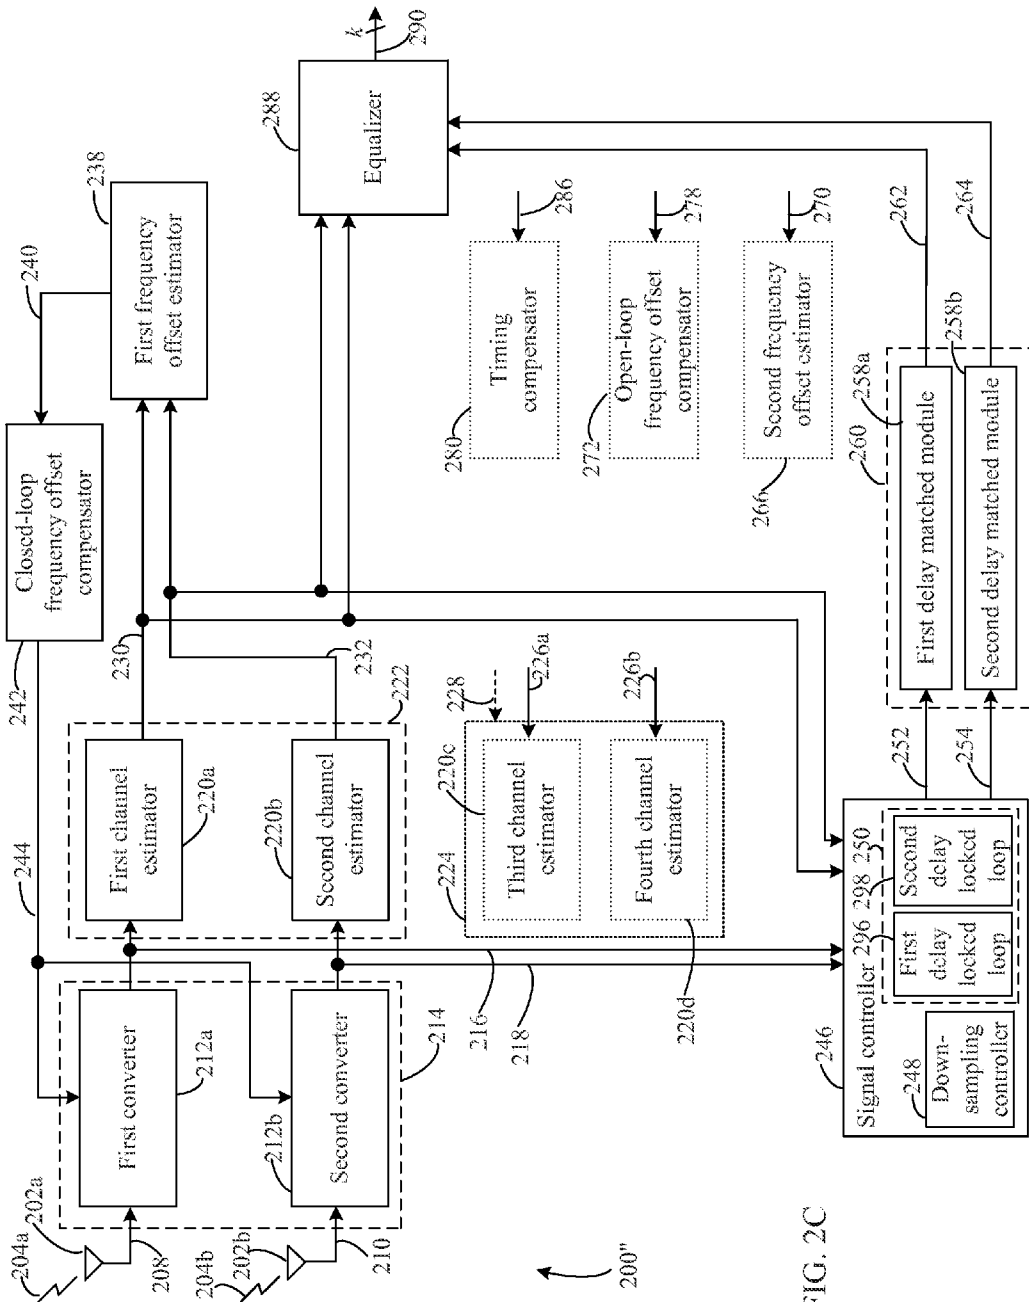 204a
202a
208
First converter
212a
204b
202b
210
212b
Second converter
214
244
242
Closed-loop
frequency offset
compensator
240
238
First frequency
offset estimator
First channel
estimator
220a
222
230
220b
Second channel
estimator
232
216
218
224
220c
228
226a
Third channel
estimator
226b
Fourth channel
estimator
220d
288
Equalizer
k
290
280
Timing
compensator
286
272
Open-loop
frequency offset
compensator
278
266
Second frequency
offset estimator
270
246
Signal controller
248
Down-
sampling
controller
296
298
250
First
delay
locked
loop
Second
delay
locked
loop
252
254
260
258a
First delay matched module
258b
Second delay matched module
262
264
200"
FIG. 2C